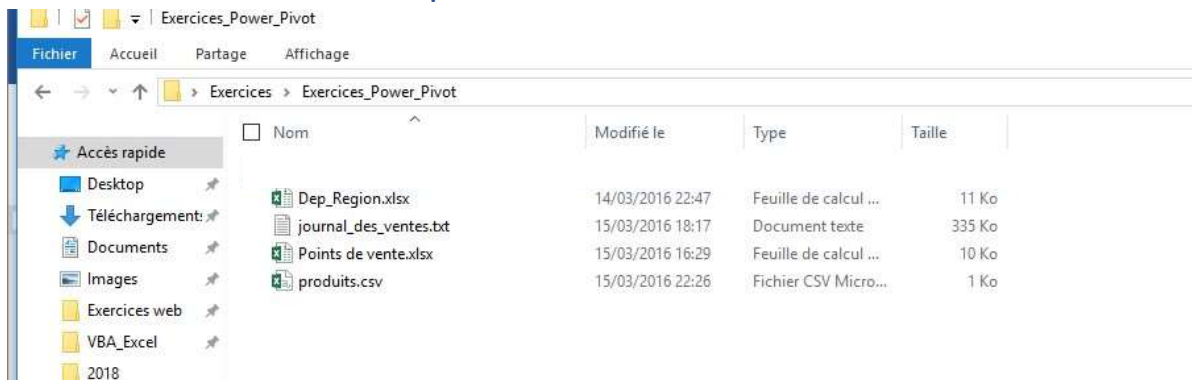 Exercices_Power_Pivot
Fichier Accueil Partage Affichage
Exercices > Exercices_Power_Pivot
Nom Modifié le Type Taille
Accès rapide
Desktop
Dep_Region.xlsx 14/03/2016 22:47 Feuille de calcul ... 11 Ko
Téléchargement:
journal_des_ventes.txt 15/03/2016 18:17 Document texte 335 Ko
Documents
Points de vente.xlsx 15/03/2016 16:29 Feuille de calcul ... 10 Ko
Images
produits.csv 15/03/2016 22:26 Fichier CSV Micro... 1 Ko
Exercices web
VBA_Excel
2018